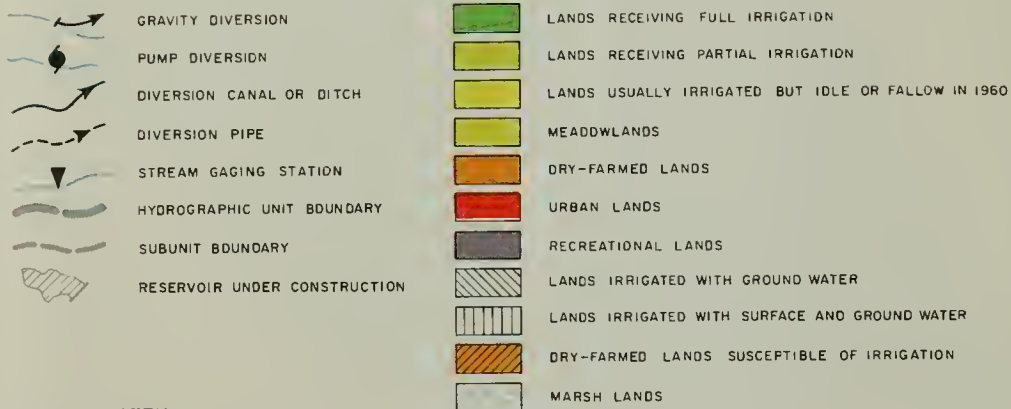 GRAVITY DIVERSION
PUMP DIVERSION
DIVERSION CANAL OR DITCH
DIVERSION PIPE
STREAM GAGING STATION
HYDROGRAPHIC UNIT BOUNDARY
SUBUNIT BOUNDARY
RESERVOIR UNDER CONSTRUCTION
LANDS RECEIVING FULL IRRIGATION
LANDS RECEIVING PARTIAL IRRIGATION
LANDS USUALLY IRRIGATED BUT IDLE OR FALLOW IN 1960
MEADOWLANDS
DRY-FARMED LANDS
URBAN LANDS
RECREATIONAL LANDS
LANDS IRRIGATED WITH GROUND WATER
LANDS IRRIGATED WITH SURFACE AND GROUND WATER
DRY-FARMED LANDS SUSCEPTIBLE OF IRRIGATION
MARSH LANDS